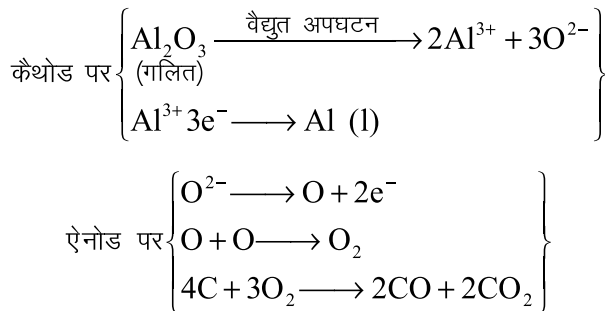 वैद्युत अपघटन
Al₂O₃ ⟶ 2Al³⁺ + 3O²⁻
कैथोड पर (गलित)
Al³⁺ 3e⁻ ⟶ Al (l)
O²⁻ ⟶ O + 2e⁻
ऐनोड पर O + O ⟶ O₂
4C + 3O₂ ⟶ 2CO + 2CO₂